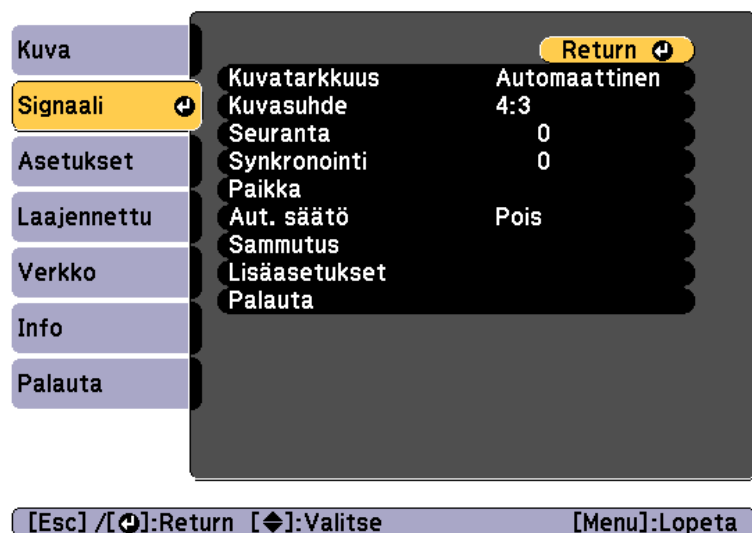 Kuva
Signaali
Asetukset
Laajennettu
Verkko
Info
Palauta
Return
Kuvatarkkuus Automaattinen
Kuvasuhde 4:3
Seuranta 0
Synkronointi 0
Paikka
Aut. säätö Pois
Sammutus
Lisäasetukset
Palauta
[Esc] /[⏎]:Return [◆]:Valitse [Menu]:Lopeta